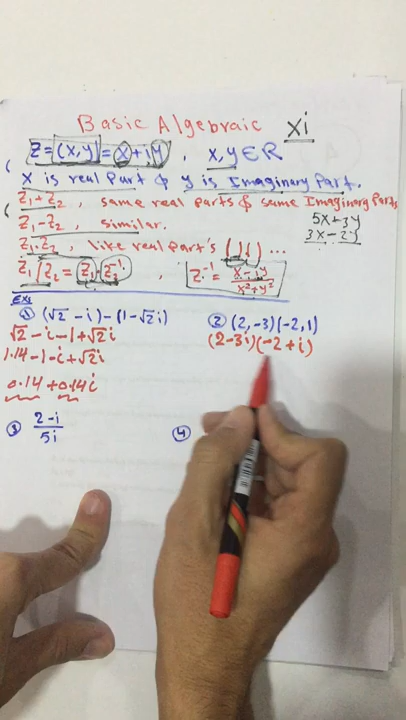 Basic Algebraic
xi
Z = (x,y) = x + iy , x,y ∈ R
x is real Part & y is Imaginary Part.
Z1 + Z2 , same real parts & same Imaginary Parts
Z1 - Z2 , similar.
5x+3y
3x-2y
Z1 . Z2 , like real part's ( )( ) ...
Z1 / Z2 = Z1 . Z2^-1 , Z^-1 = (x - iy)/(x²+y²)
Exs
① (√2 - i) - (1 - √2 i)
√2 - i - 1 + √2 i
1.14 - 1 - i + √2 i
0.14 + 0.14 i
② (2, -3)(-2, 1)
(2-3i)(-2+i)
③ (2-i)/5i
④